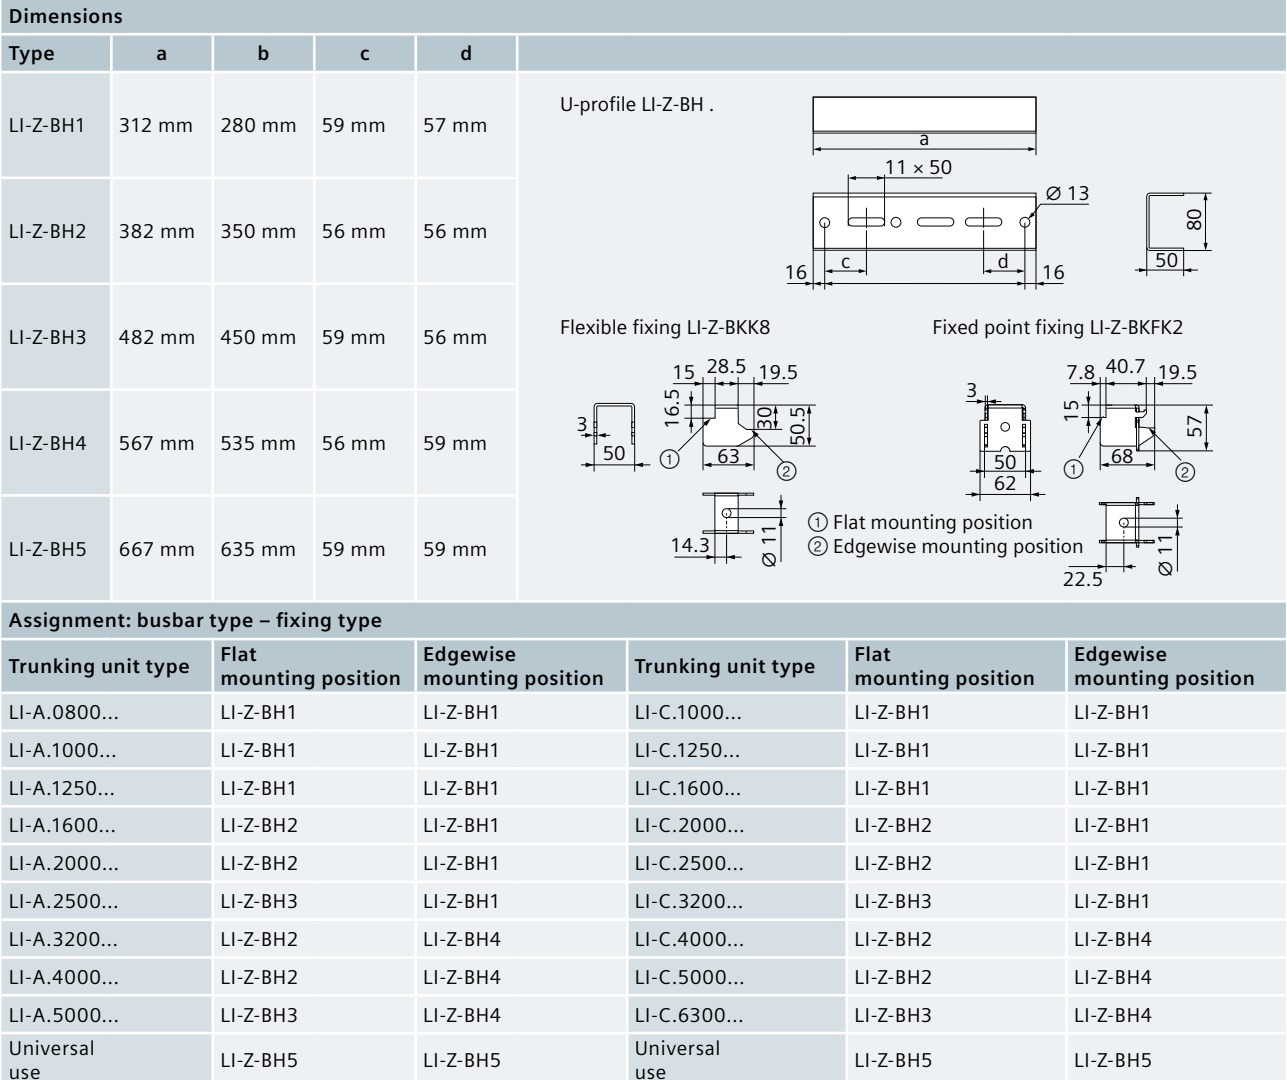 Dimensions
Type a b c d
LI-Z-BH1 312 mm 280 mm 59 mm 57 mm
LI-Z-BH2 382 mm 350 mm 56 mm 56 mm
LI-Z-BH3 482 mm 450 mm 59 mm 56 mm
LI-Z-BH4 567 mm 535 mm 56 mm 59 mm
LI-Z-BH5 667 mm 635 mm 59 mm 59 mm
U-profile LI-Z-BH .
a
11 × 50
Ø 13
80
c d
16 16 50
Flexible fixing LI-Z-BKK8
15 28.5 19.5
16.5
3
30
50.5
50
① 63 ②
14.3
Ø 11
Fixed point fixing LI-Z-BKFK2
7.8 40.7 19.5
3
15
57
50
62
① 68 ②
22.5
Ø 11
① Flat mounting position
② Edgewise mounting position
Assignment: busbar type – fixing type
Trunking unit type Flat mounting position Edgewise mounting position Trunking unit type Flat mounting position Edgewise mounting position
LI-A.0800... LI-Z-BH1 LI-Z-BH1 LI-C.1000... LI-Z-BH1 LI-Z-BH1
LI-A.1000... LI-Z-BH1 LI-Z-BH1 LI-C.1250... LI-Z-BH1 LI-Z-BH1
LI-A.1250... LI-Z-BH1 LI-Z-BH1 LI-C.1600... LI-Z-BH1 LI-Z-BH1
LI-A.1600... LI-Z-BH2 LI-Z-BH1 LI-C.2000... LI-Z-BH2 LI-Z-BH1
LI-A.2000... LI-Z-BH2 LI-Z-BH1 LI-C.2500... LI-Z-BH2 LI-Z-BH1
LI-A.2500... LI-Z-BH3 LI-Z-BH1 LI-C.3200... LI-Z-BH3 LI-Z-BH1
LI-A.3200... LI-Z-BH2 LI-Z-BH4 LI-C.4000... LI-Z-BH2 LI-Z-BH4
LI-A.4000... LI-Z-BH2 LI-Z-BH4 LI-C.5000... LI-Z-BH2 LI-Z-BH4
LI-A.5000... LI-Z-BH3 LI-Z-BH4 LI-C.6300... LI-Z-BH3 LI-Z-BH4
Universal use LI-Z-BH5 LI-Z-BH5 Universal use LI-Z-BH5 LI-Z-BH5